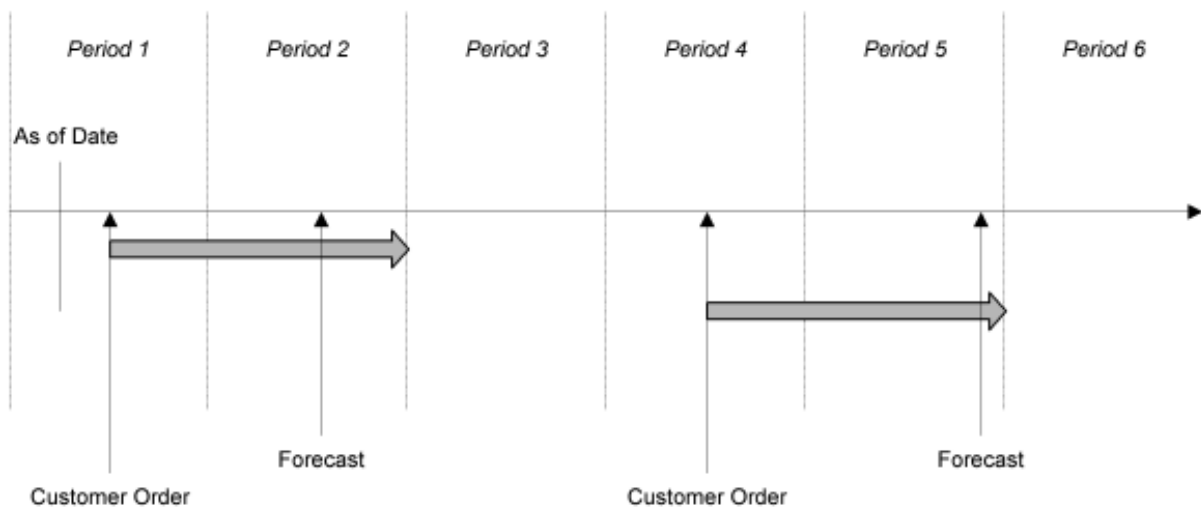 Period 1
Period 2
Period 3
Period 4
Period 5
Period 6
As of Date
Forecast
Forecast
Customer Order
Customer Order